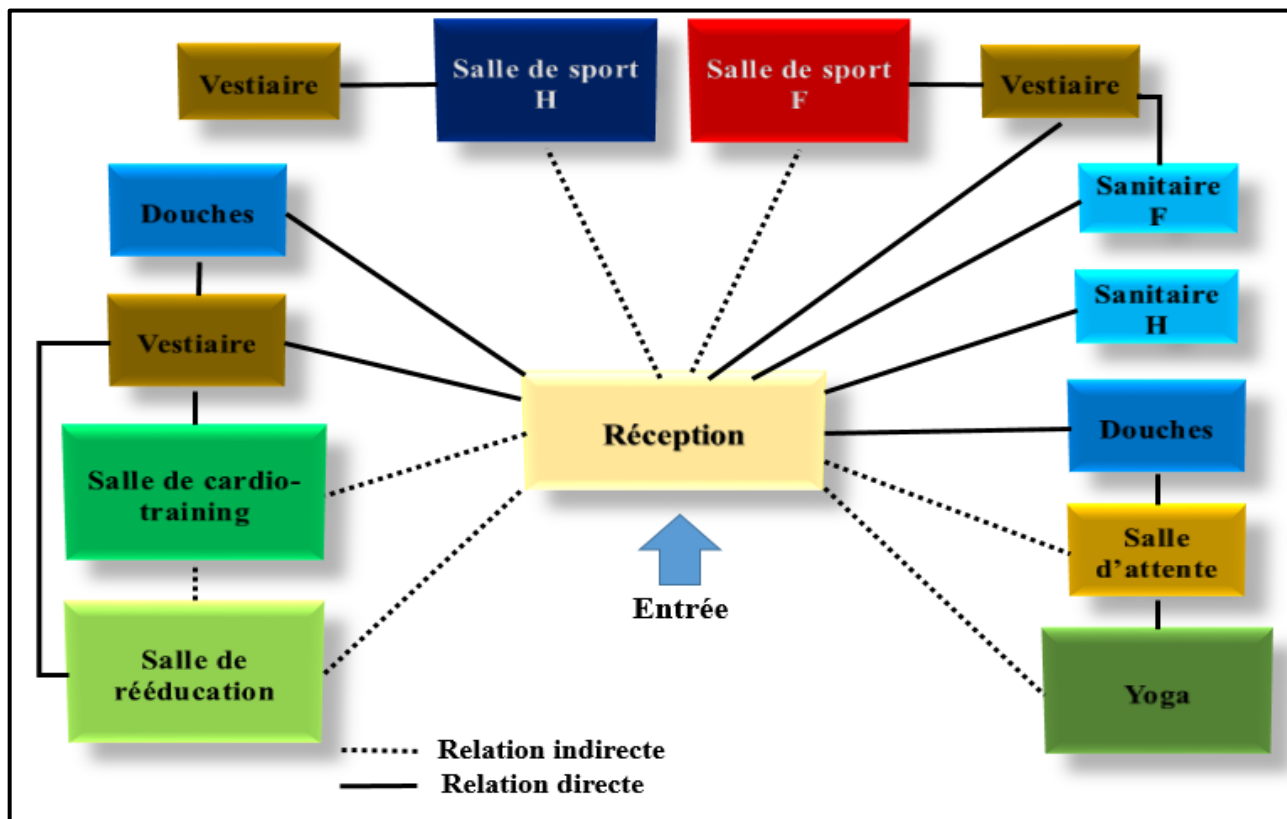 Vestiaire
Salle de sport
H
Salle de sport
F
Vestiaire
Douches
Sanitaire
F
Vestiaire
Sanitaire
H
Réception
Douches
Salle de cardio-
training
Salle
d'attente
Entrée
Salle de
rééducation
Yoga
Relation indirecte
Relation directe